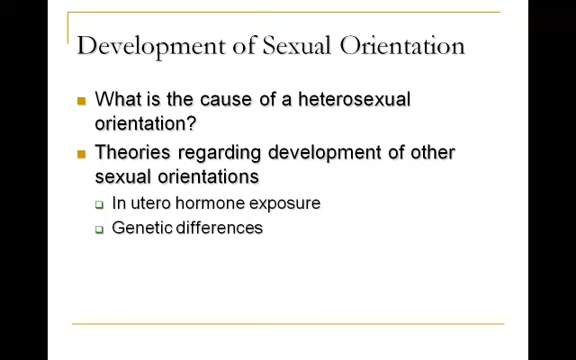 Development of Sexual Orientation
What is the cause of a heterosexual
orientation?
Theories regarding development of other
sexual orientations
In utero hormone exposure
Genetic differences